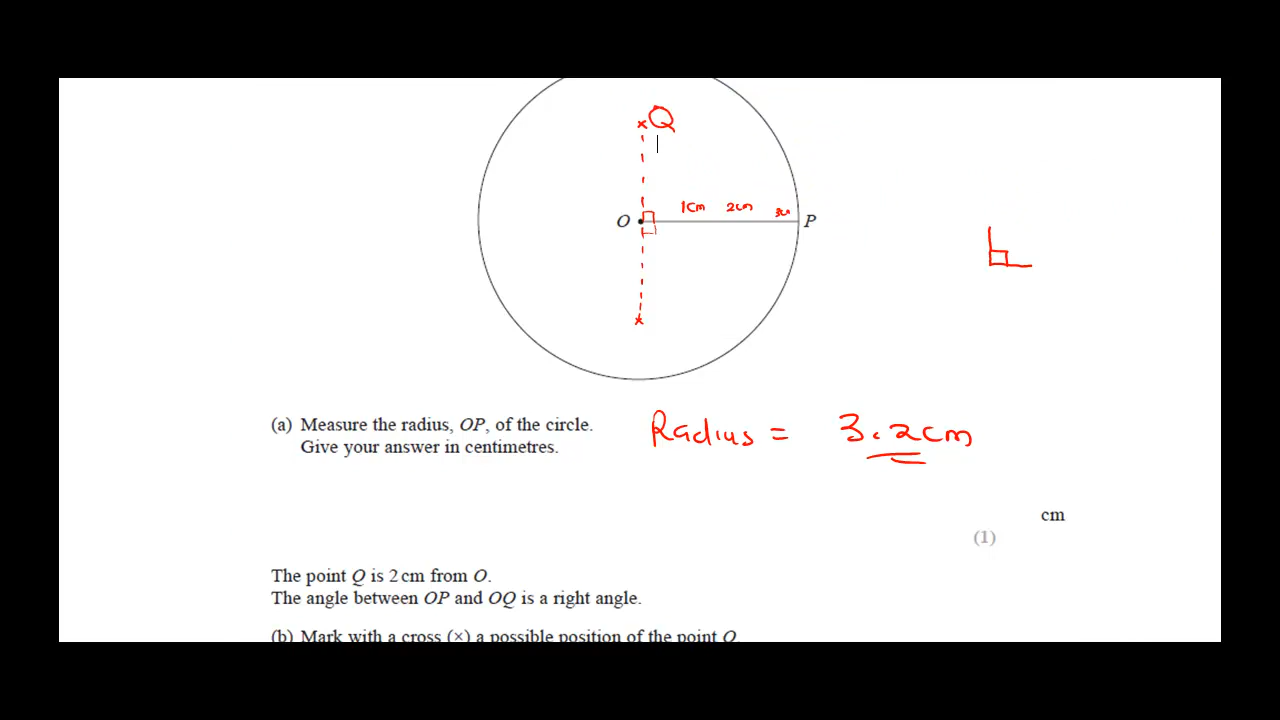 Q
1cm 2cm 3cm
O P
(a) Measure the radius, OP, of the circle. Radius = 3.2cm
Give your answer in centimetres.
cm
(1)
The point Q is 2 cm from O.
The angle between OP and OQ is a right angle.
(b) Mark with a cross (×) a possible position of the point Q